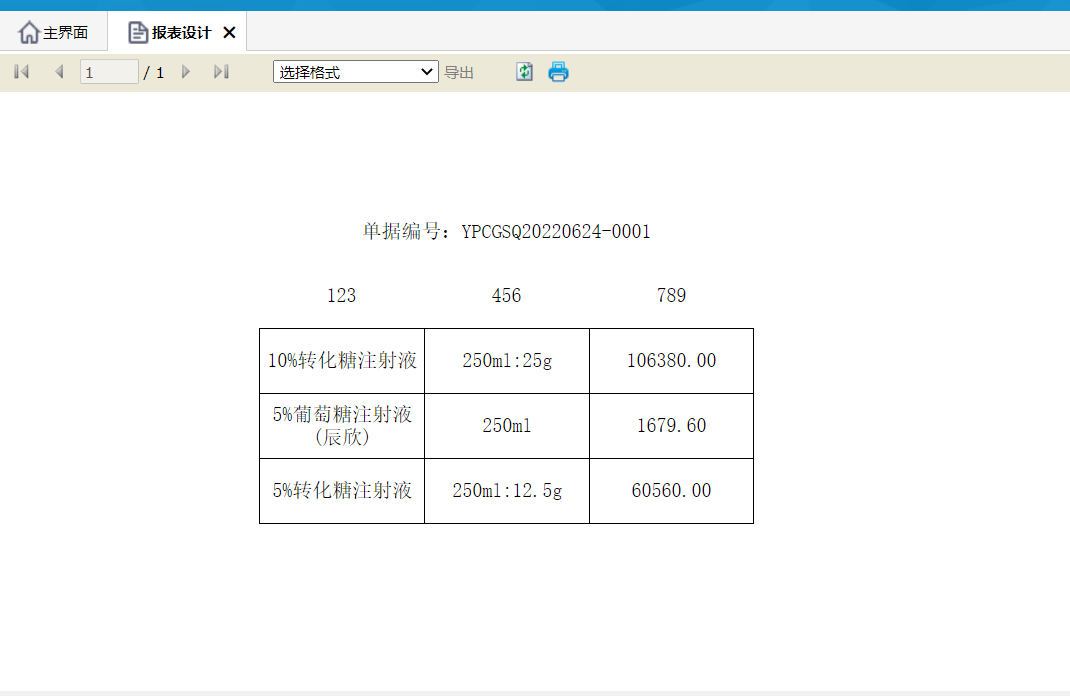 主界面 报表设计
1 / 1 选择格式 导出
单据编号：YPCGSQ20220624-0001
123 456 789
10%转化糖注射液 250ml:25g 106380.00
5%葡萄糖注射液 250ml 1679.60
(辰欣)
5%转化糖注射液 250ml:12.5g 60560.00